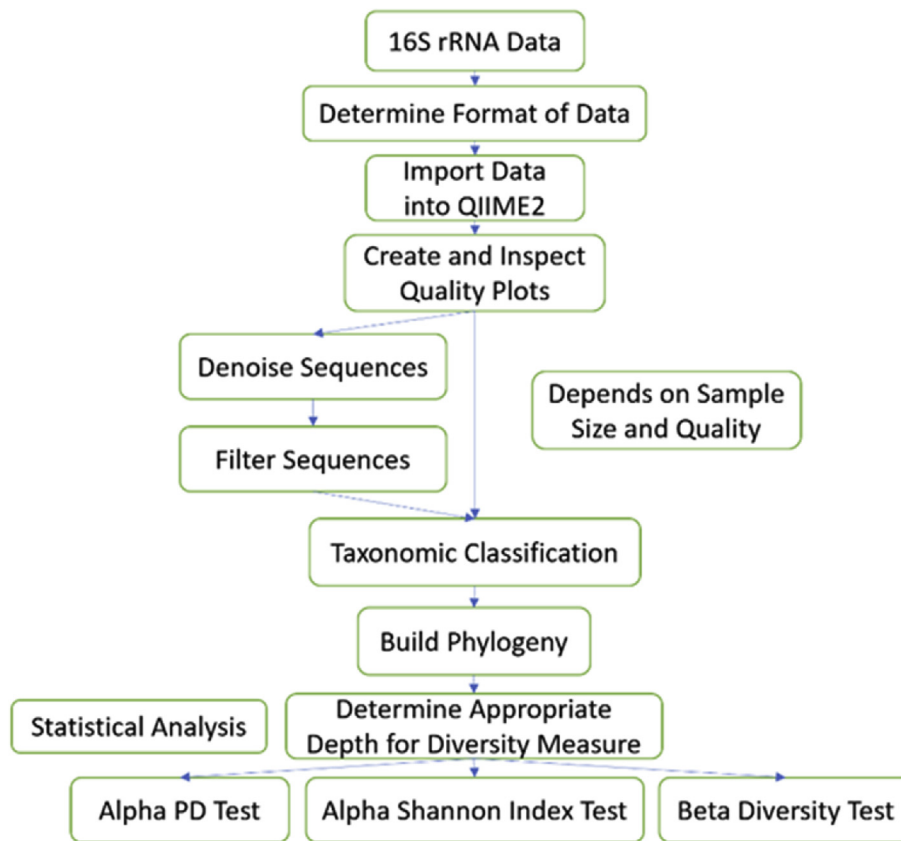 16S rRNA Data
Determine Format of Data
Import Data
into QIIME2
Create and Inspect
Quality Plots
Denoise Sequences
Depends on Sample
Size and Quality
Filter Sequences
Taxonomic Classification
Build Phylogeny
Statistical Analysis
Determine Appropriate
Depth for Diversity Measure
Alpha PD Test
Alpha Shannon Index Test
Beta Diversity Test